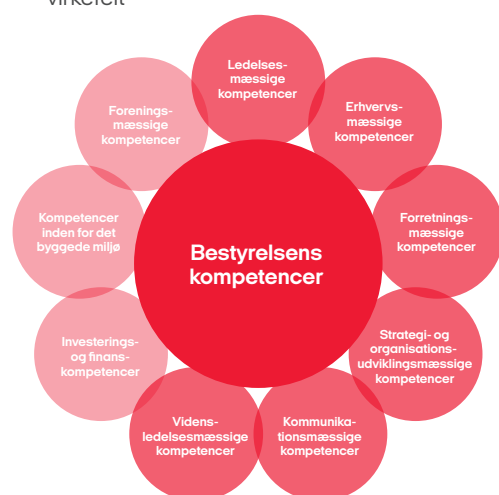 virkefelt
Ledelses-
mæssige
kompetencer
Erhvervs-
mæssige
kompetencer
Forretnings-
mæssige
kompetencer
Strategi- og
organisations-
udviklingsmæssige
kompetencer
Kommunika-
tionsmæssige
kompetencer
Videns-
ledelsesmæssige
kompetencer
Investerings-
og finans-
kompetencer
Kompetencer
inden for det
byggede miljø
Forenings-
mæssige
kompetencer
Bestyrelsens
kompetencer